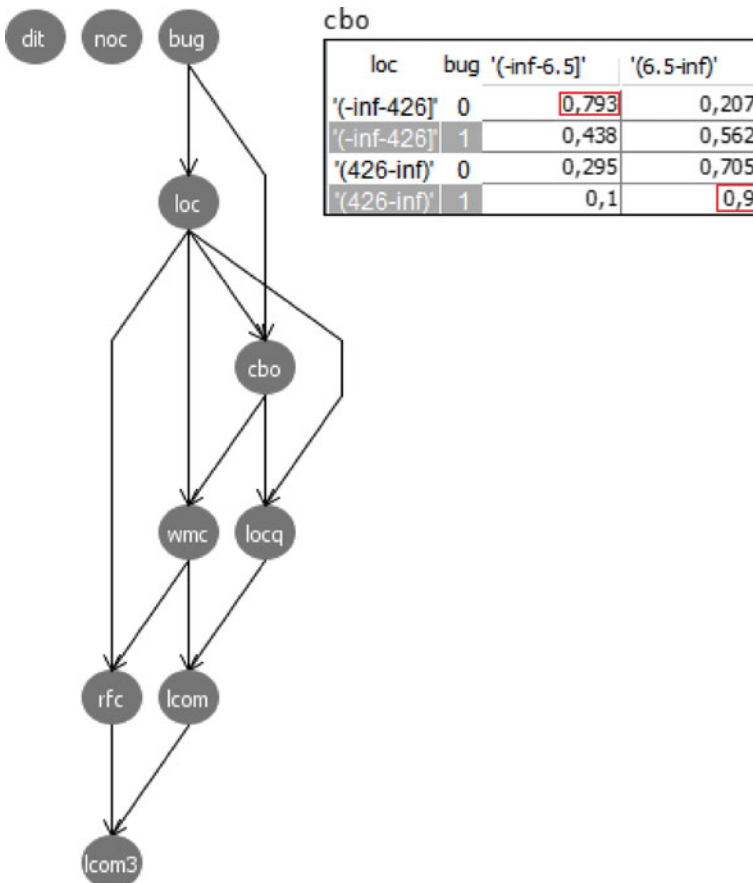 dit noc bug
loc
cbo
wmc locq
rfc lcom
lcom3
cbo
loc bug '(-inf-6.5]' '(6.5-inf)'
'(-inf-426]' 0 0,793 0,207
'(-inf-426]' 1 0,438 0,562
'(426-inf)' 0 0,295 0,705
'(426-inf)' 1 0,1 0,9